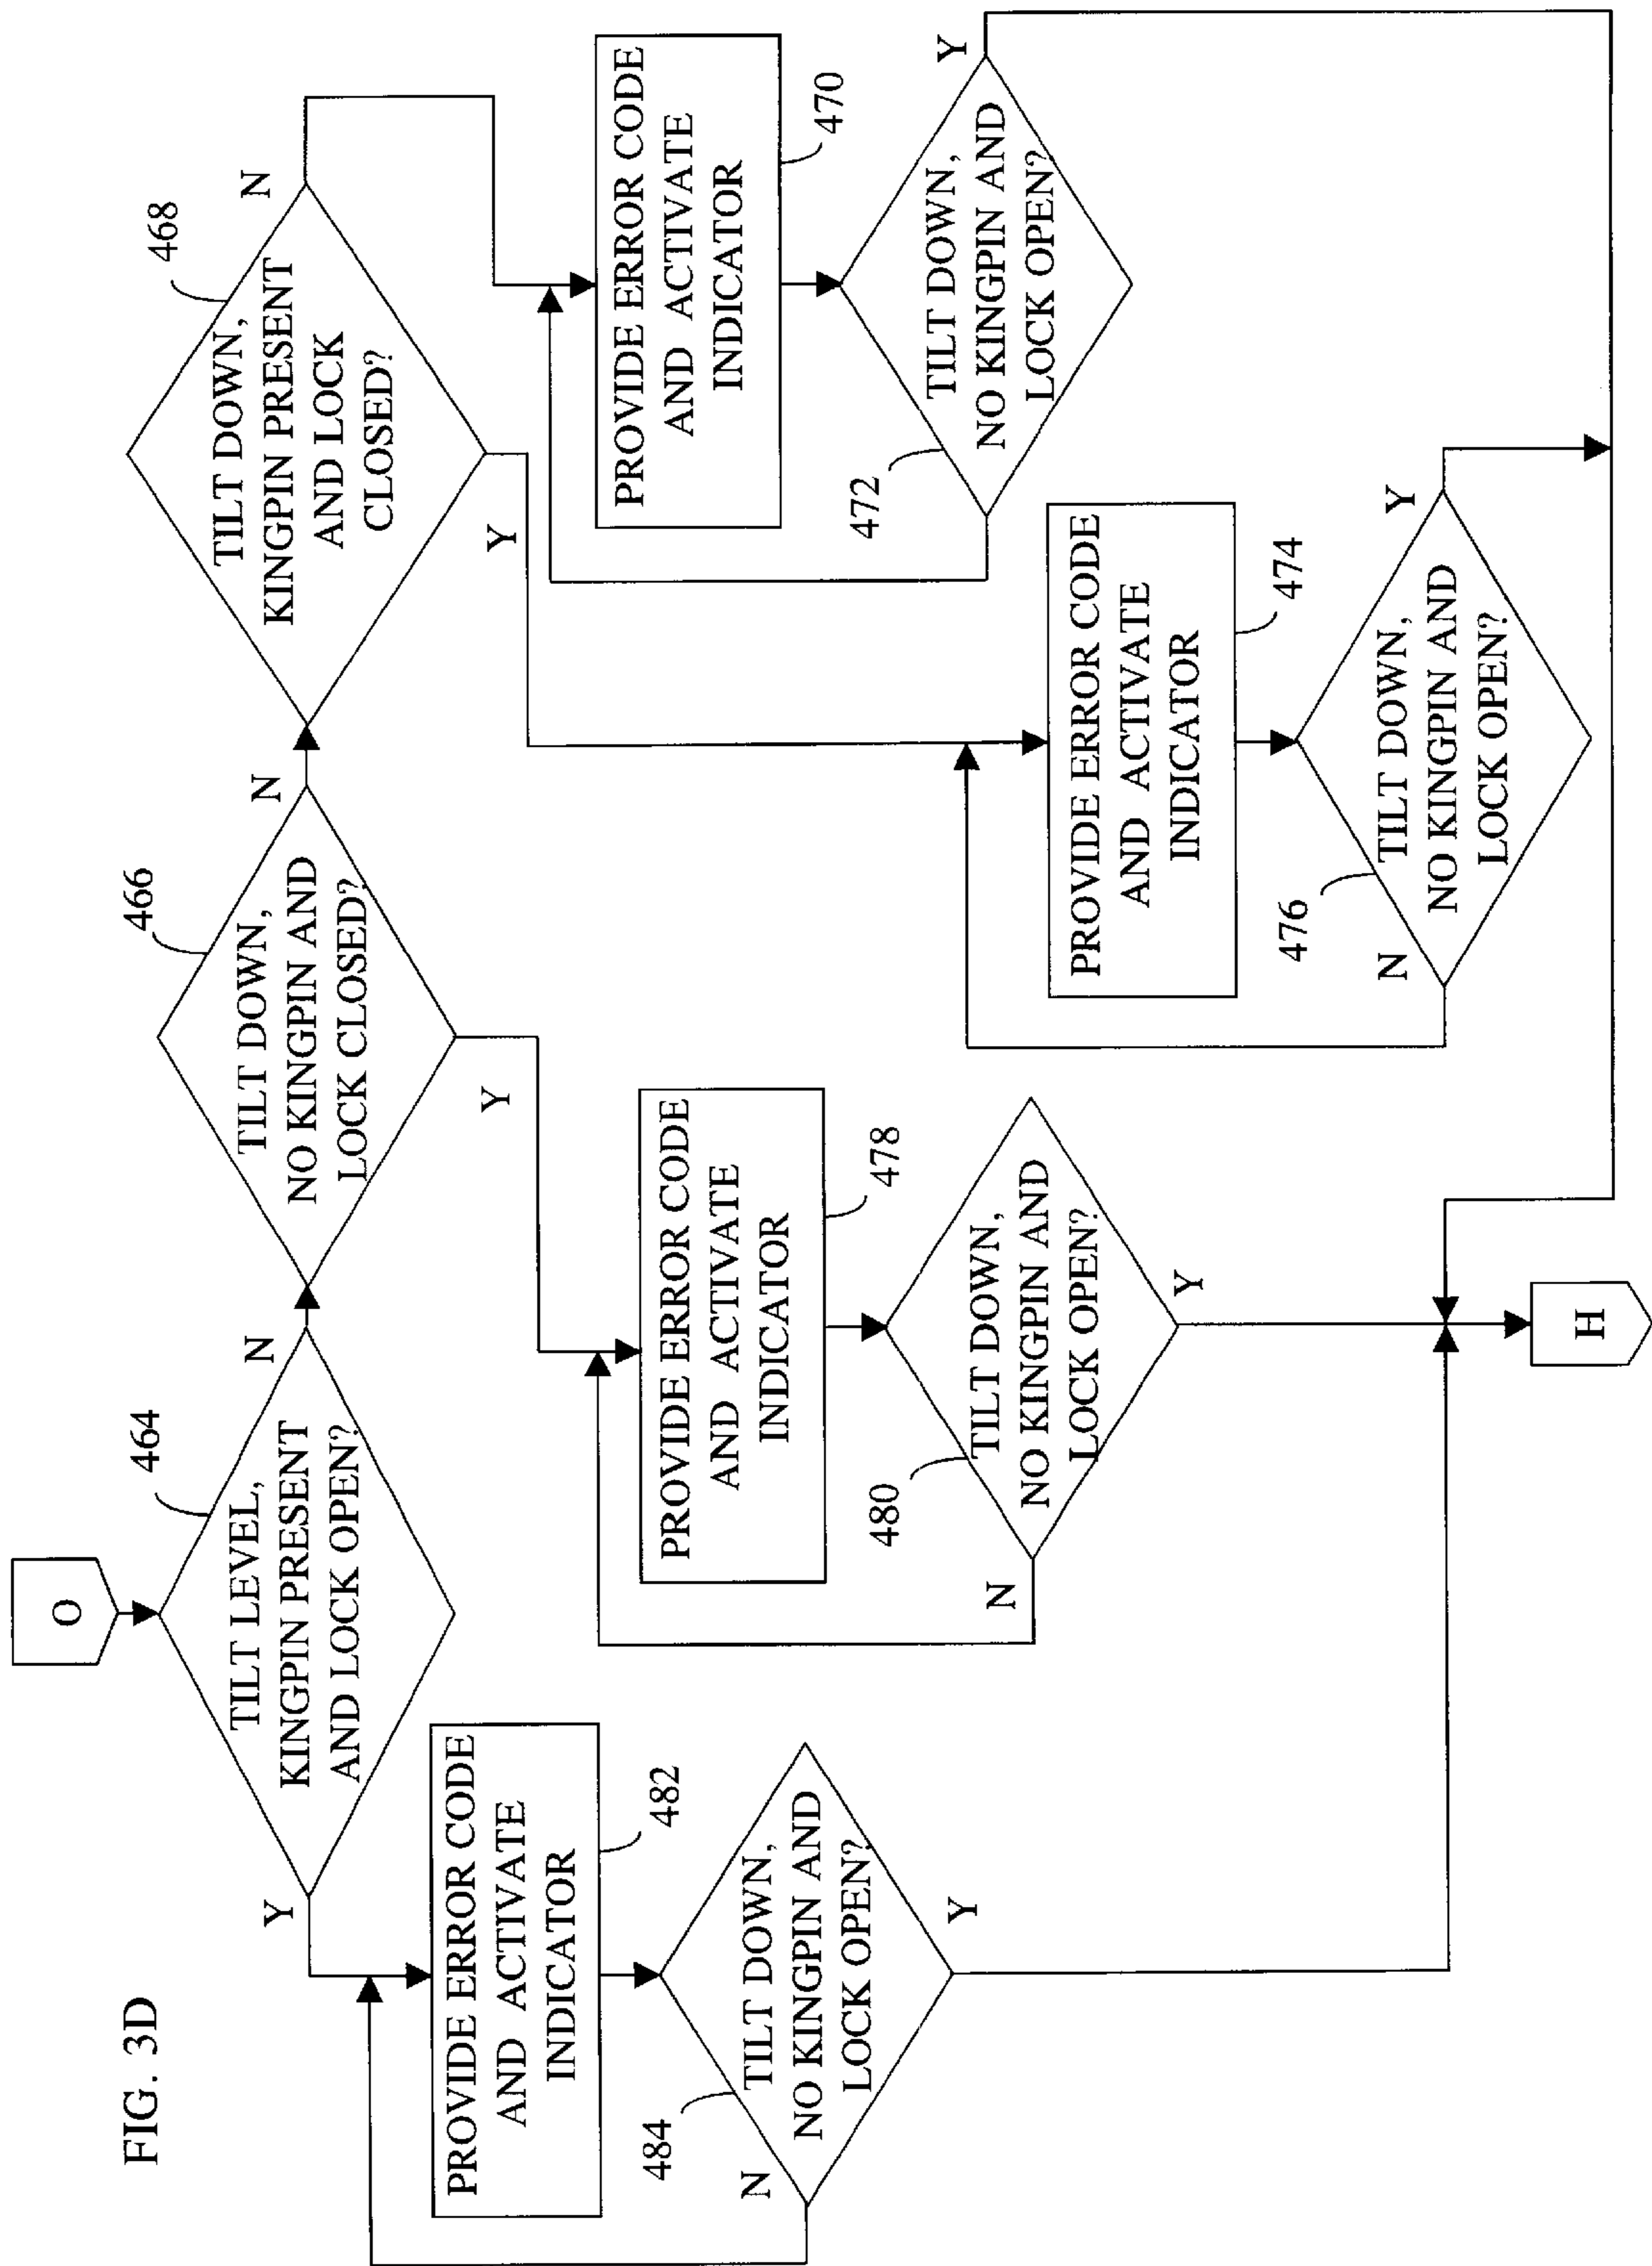 FIG. 3D
O
464
TILT LEVEL,
KINGPIN PRESENT
AND LOCK OPEN?
Y
N
466
TILT DOWN,
NO KINGPIN AND
LOCK CLOSED?
Y
N
468
TILT DOWN,
KINGPIN PRESENT
AND LOCK
CLOSED?
Y
N
PROVIDE ERROR CODE
AND ACTIVATE
INDICATOR
482
484
TILT DOWN,
NO KINGPIN AND
LOCK OPEN?
N
Y
PROVIDE ERROR CODE
AND ACTIVATE
INDICATOR
478
480
TILT DOWN,
NO KINGPIN AND
LOCK OPEN?
N
Y
PROVIDE ERROR CODE
AND ACTIVATE
INDICATOR
474
476
TILT DOWN,
NO KINGPIN AND
LOCK OPEN?
N
Y
PROVIDE ERROR CODE
AND ACTIVATE
INDICATOR
470
472
TILT DOWN,
NO KINGPIN AND
LOCK OPEN?
Y
H